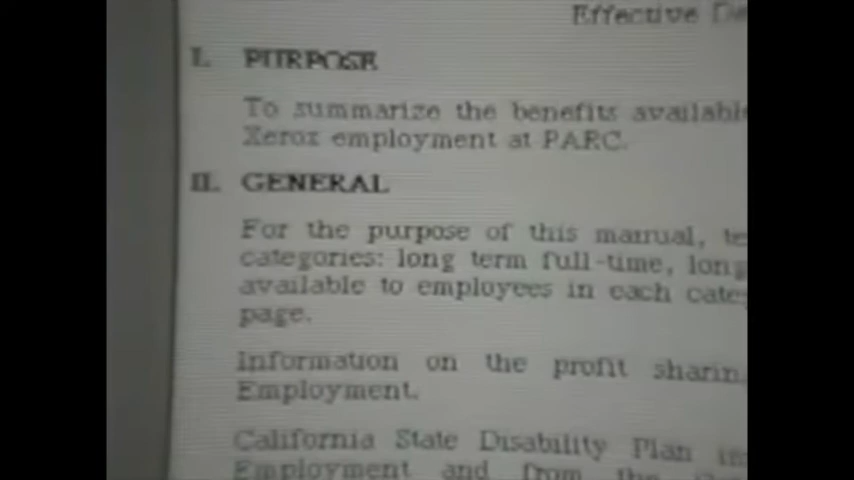 Effective
I. PURPOSE
To summarize the benefits available
Xerox employment at PARC.
II. GENERAL
For the purpose of this manual,
categories: long term full-time, long
available to employees in each
page.
Information on the profit
Employment.
California State Disability Plan
Employment and from the